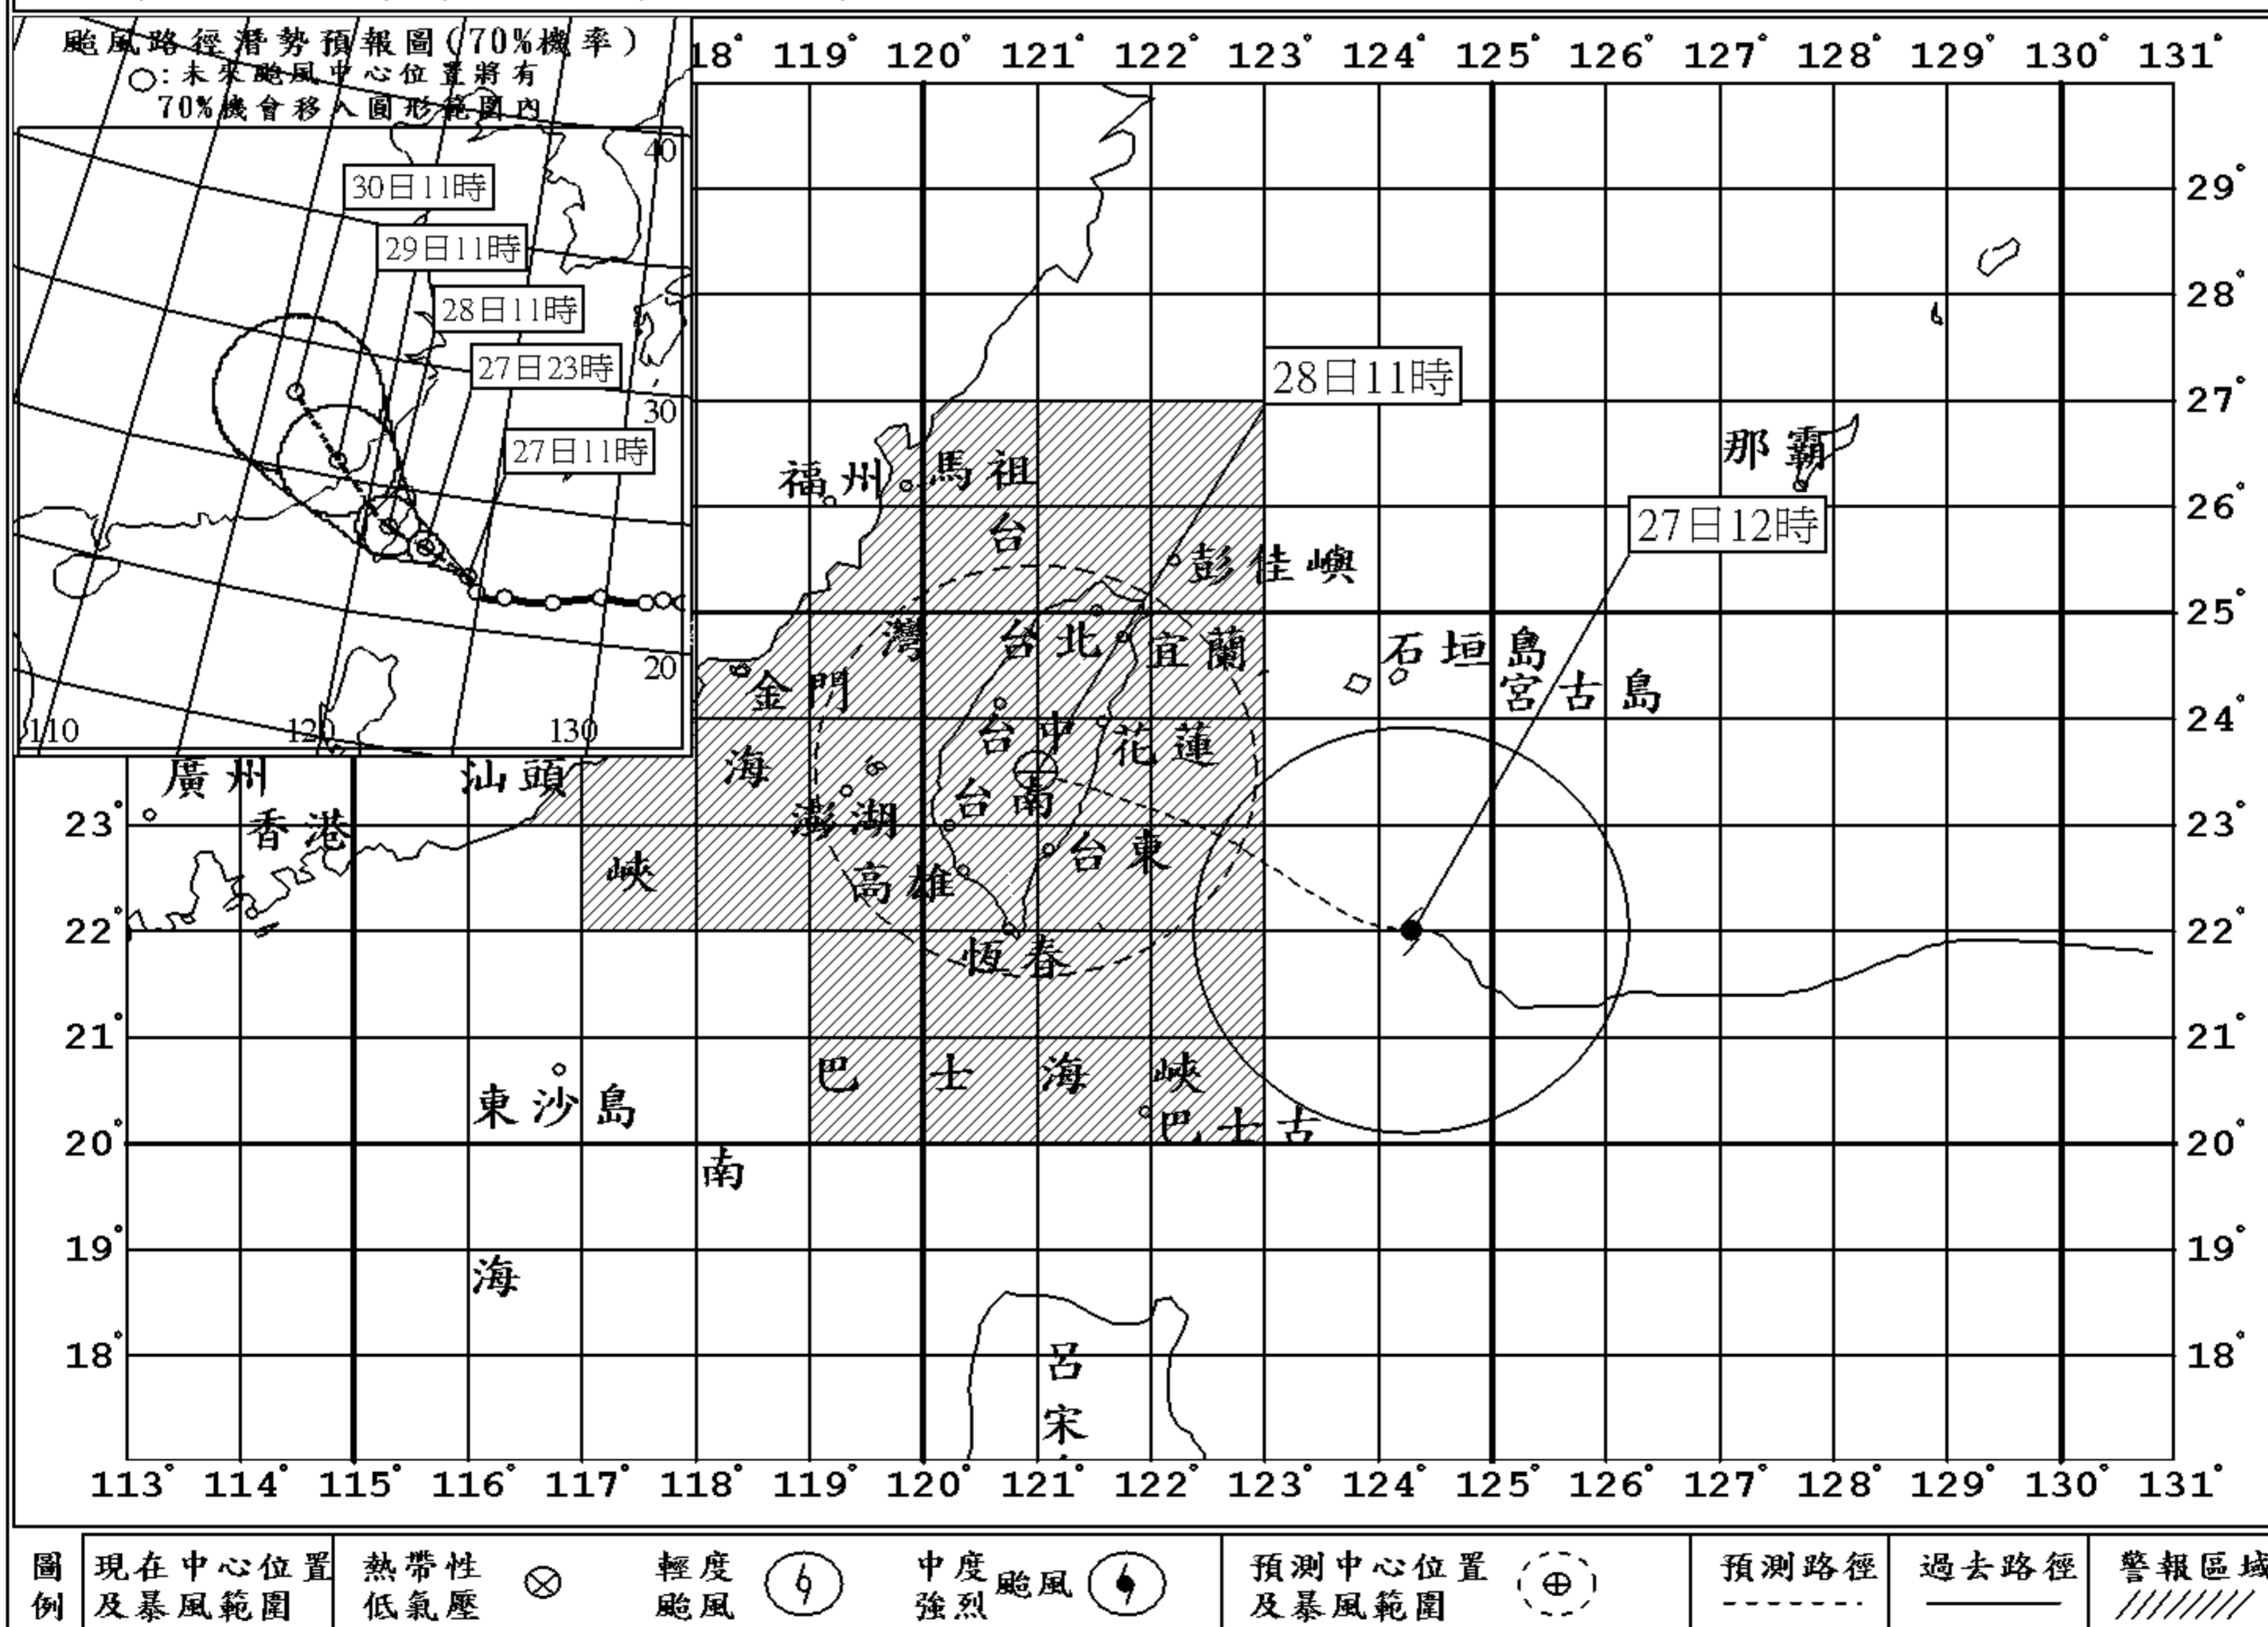 颱風路徑潛勢預報圖(70%機率)
○:未來颱風中心位置將有
70%機會移入圓形範圍內
40
30日11時
29日11時
28日11時
27日23時
30
27日11時
20
110 120 130
18° 119° 120° 121° 122° 123° 124° 125° 126° 127° 128° 129° 130° 131°
29°
28°
28日11時
27°
那霸
福州 馬祖
26°
27日12時
台
彭佳嶼
25°
灣 台北 宜蘭 石垣島
金門 宮古島
24°
台中 花蓮
廣州 汕頭 海
台南
澎湖
香港
23° 23°
台東
峽 高雄
22° 22°
恆春
21° 21°
巴士海峽
東沙島
巴士古
20° 20°
南
19° 19°
海
18° 18°
呂
宋
113° 114° 115° 116° 117° 118° 119° 120° 121° 122° 123° 124° 125° 126° 127° 128° 129° 130° 131°
圖例
現在中心位置
及暴風範圍
熱帶性
低氣壓
輕度
颱風
中度
強烈
颱風
預測中心位置
及暴風範圍
預測路徑
過去路徑
警報區域